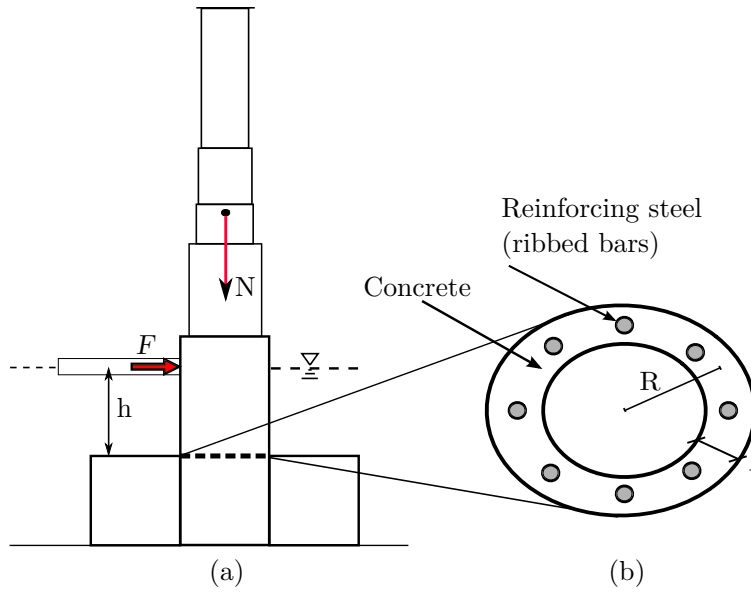 Reinforcing steel
(ribbed bars)
Concrete
N
F
R
h
(a)
(b)